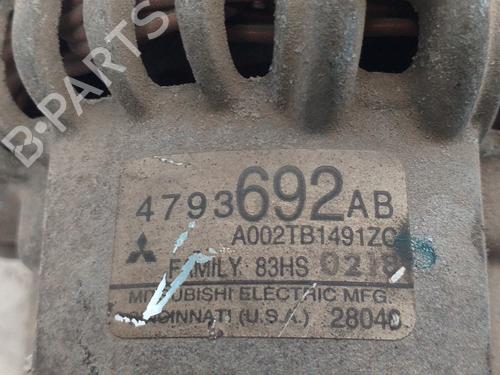 B-PARTS
4793692AB
A002TB1491ZC
FAMILY 83HS 0218
MITSUBISHI ELECTRIC MFG.
CINCINNATI (U.S.A.) 28040